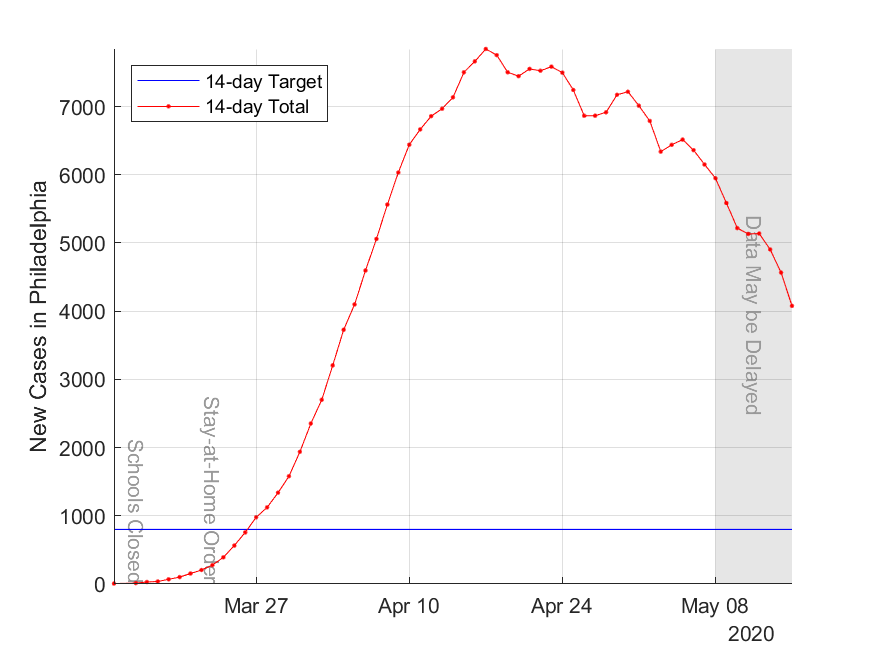 14-day Target
14-day Total
New Cases in Philadelphia
7000
6000
5000
4000
3000
2000
1000
0
Schools Closed
Stay-at-Home Order
Data May be Delayed
Mar 27
Apr 10
Apr 24
May 08
2020